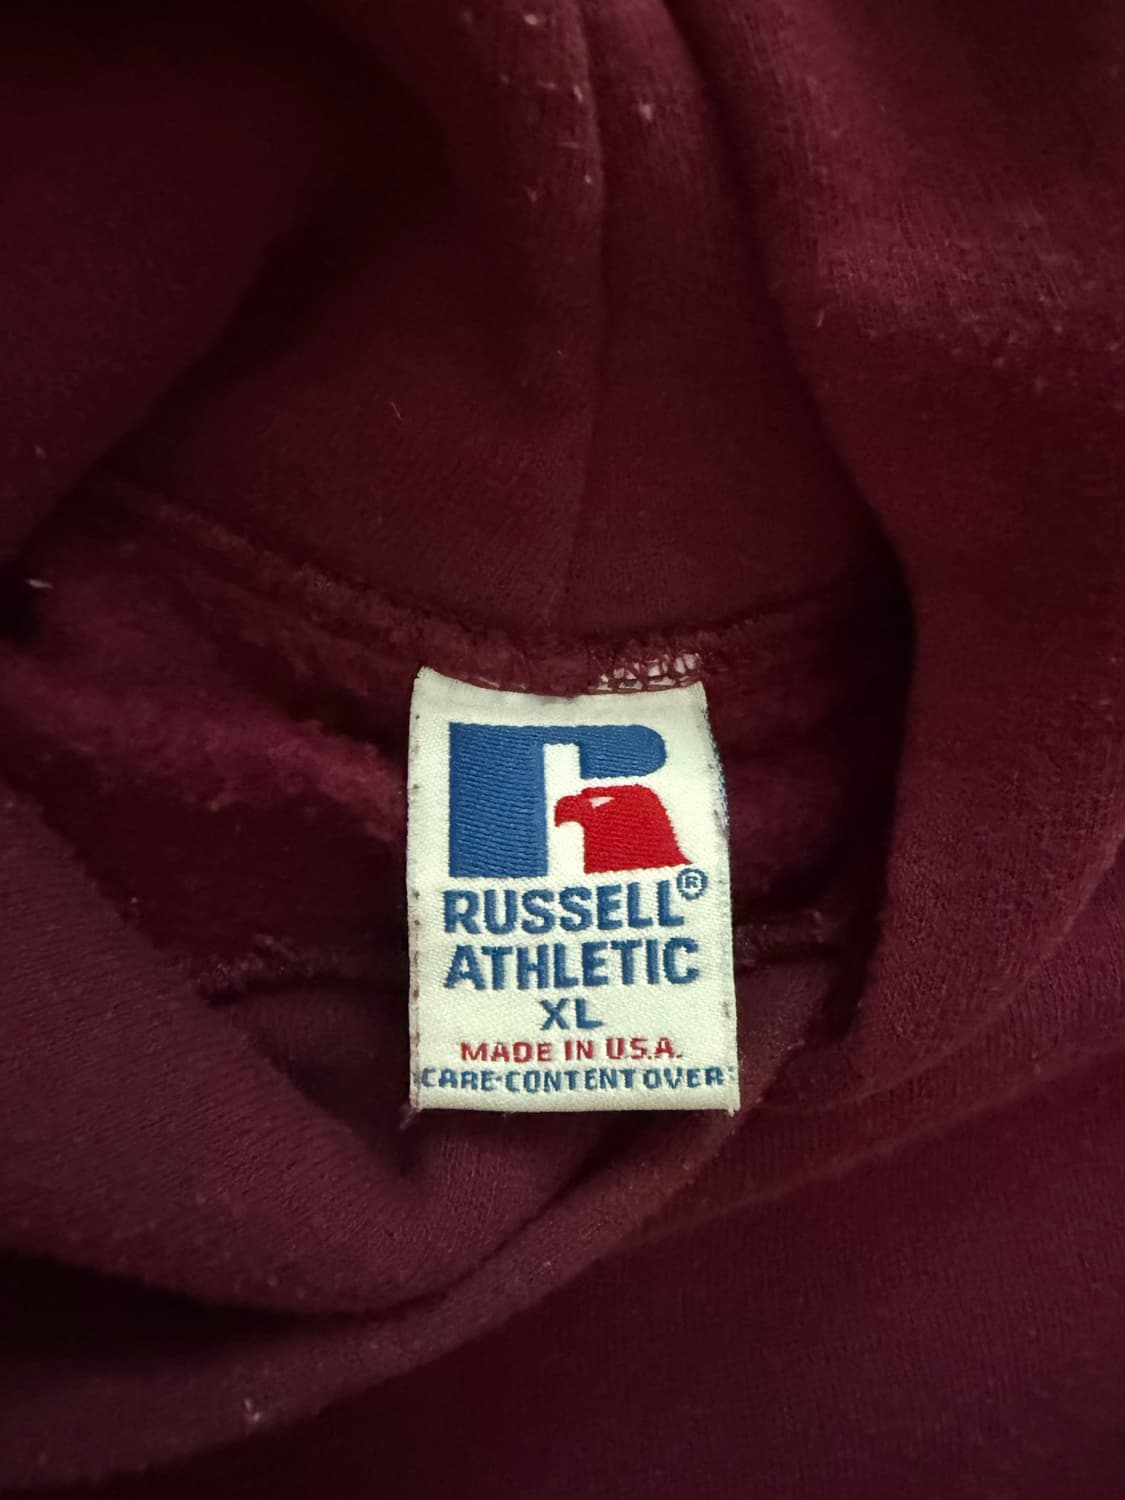 RUSSELL®
ATHLETIC
XL
MADE IN U.S.A.
CARE·CONTENT OVER